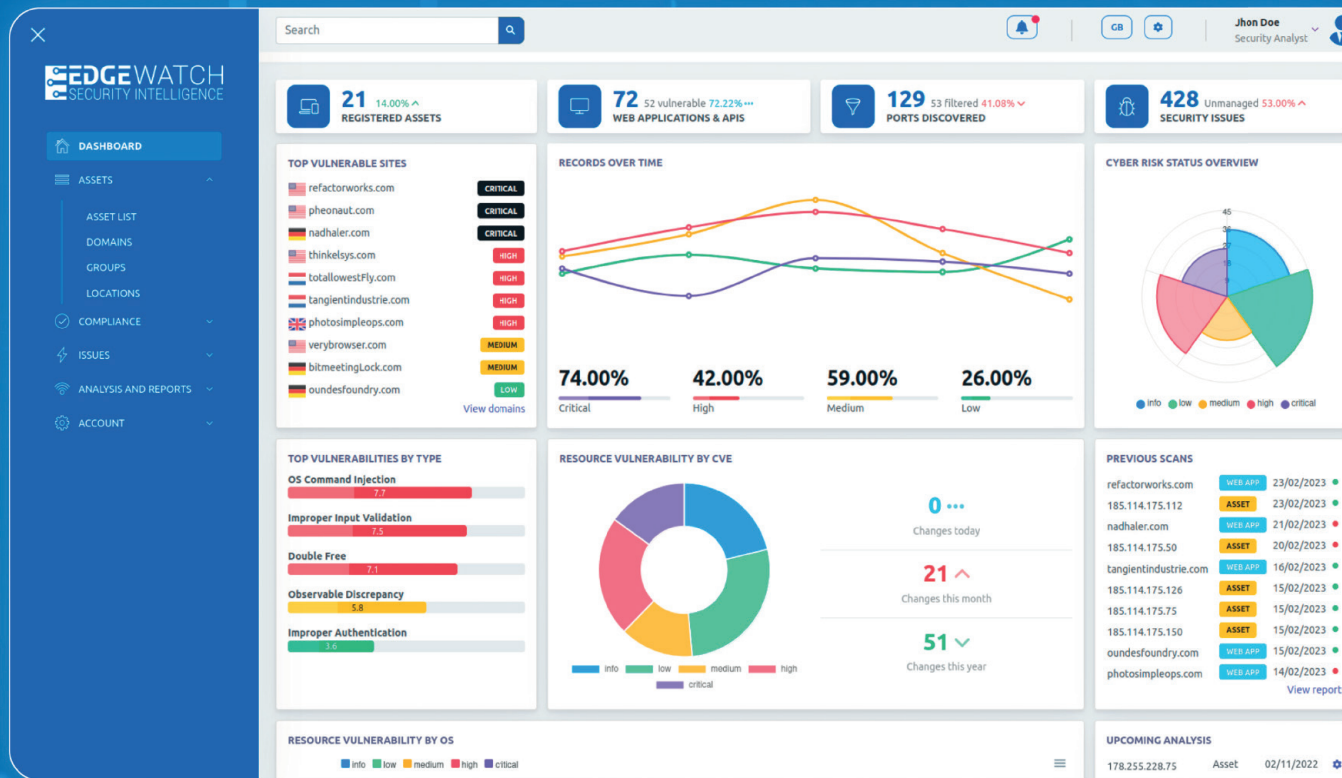 Search
GB
Jhon Doe
Security Analyst
EDGEWATCH
SECURITY INTELLIGENCE
DASHBOARD
ASSETS
ASSET LIST
DOMAINS
GROUPS
LOCATIONS
COMPLIANCE
ISSUES
ANALYSIS AND REPORTS
ACCOUNT
21 14.00%
REGISTERED ASSETS
72 52 vulnerable 72.22%
WEB APPLICATIONS & APIS
129 53 filtered 41.08%
PORTS DISCOVERED
428 Unmanaged 53.00%
SECURITY ISSUES
TOP VULNERABLE SITES
refactorworks.com CRITICAL
pheonaut.com CRITICAL
nadhaler.com CRITICAL
thinkelsys.com HIGH
totallowestFly.com HIGH
tangientindustrie.com HIGH
photosimpleops.com HIGH
verybrowser.com MEDIUM
bitmeetingLock.com MEDIUM
oundesfoundry.com LOW
View domains
RECORDS OVER TIME
74.00% 42.00% 59.00% 26.00%
Critical High Medium Low
CYBER RISK STATUS OVERVIEW
45
36
27
18
9
info low medium high critical
TOP VULNERABILITIES BY TYPE
OS Command Injection
7.7
Improper Input Validation
7.5
Double Free
7.1
Observable Discrepancy
5.8
Improper Authentication
3.6
RESOURCE VULNERABILITY BY CVE
info low medium high
critical
0
Changes today
21
Changes this month
51
Changes this year
PREVIOUS SCANS
refactorworks.com WEB APP 23/02/2023
185.114.175.112 ASSET 23/02/2023
nadhaler.com WEB APP 21/02/2023
185.114.175.50 ASSET 20/02/2023
tangientindustrie.com WEB APP 16/02/2023
185.114.175.126 ASSET 15/02/2023
185.114.175.75 ASSET 15/02/2023
185.114.175.150 ASSET 15/02/2023
oundesfoundry.com WEB APP 15/02/2023
photosimpleops.com WEB APP 14/02/2023
View report
RESOURCE VULNERABILITY BY OS
info low medium high critical
UPCOMING ANALYSIS
178.255.228.75 Asset 02/11/2022